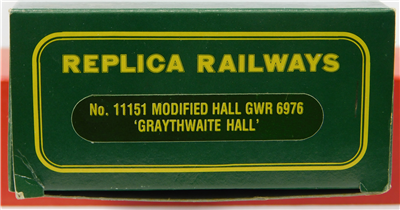 REPLICA RAILWAYS
No. 11151 MODIFIED HALL GWR 6976
'GRAYTHWAITE HALL'